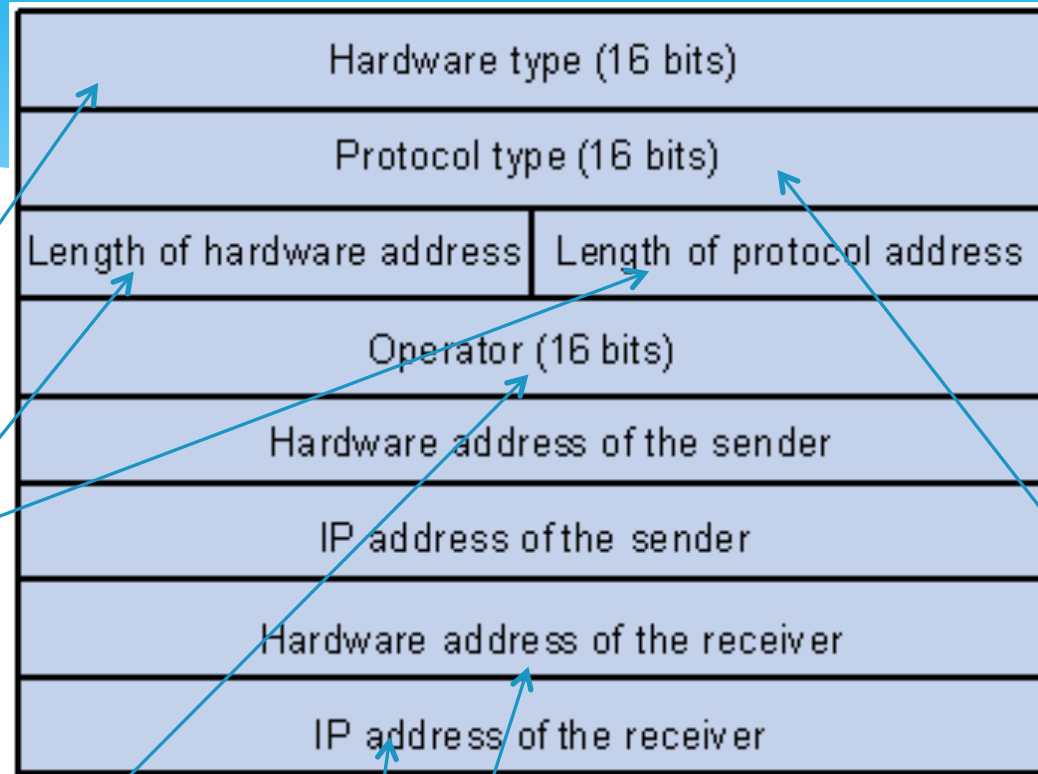 Hardware type (16 bits)
Protocol type (16 bits)
Length of hardware address Length of protocol address
Operator (16 bits)
Hardware address of the sender
IP address of the sender
Hardware address of the receiver
IP address of the receiver